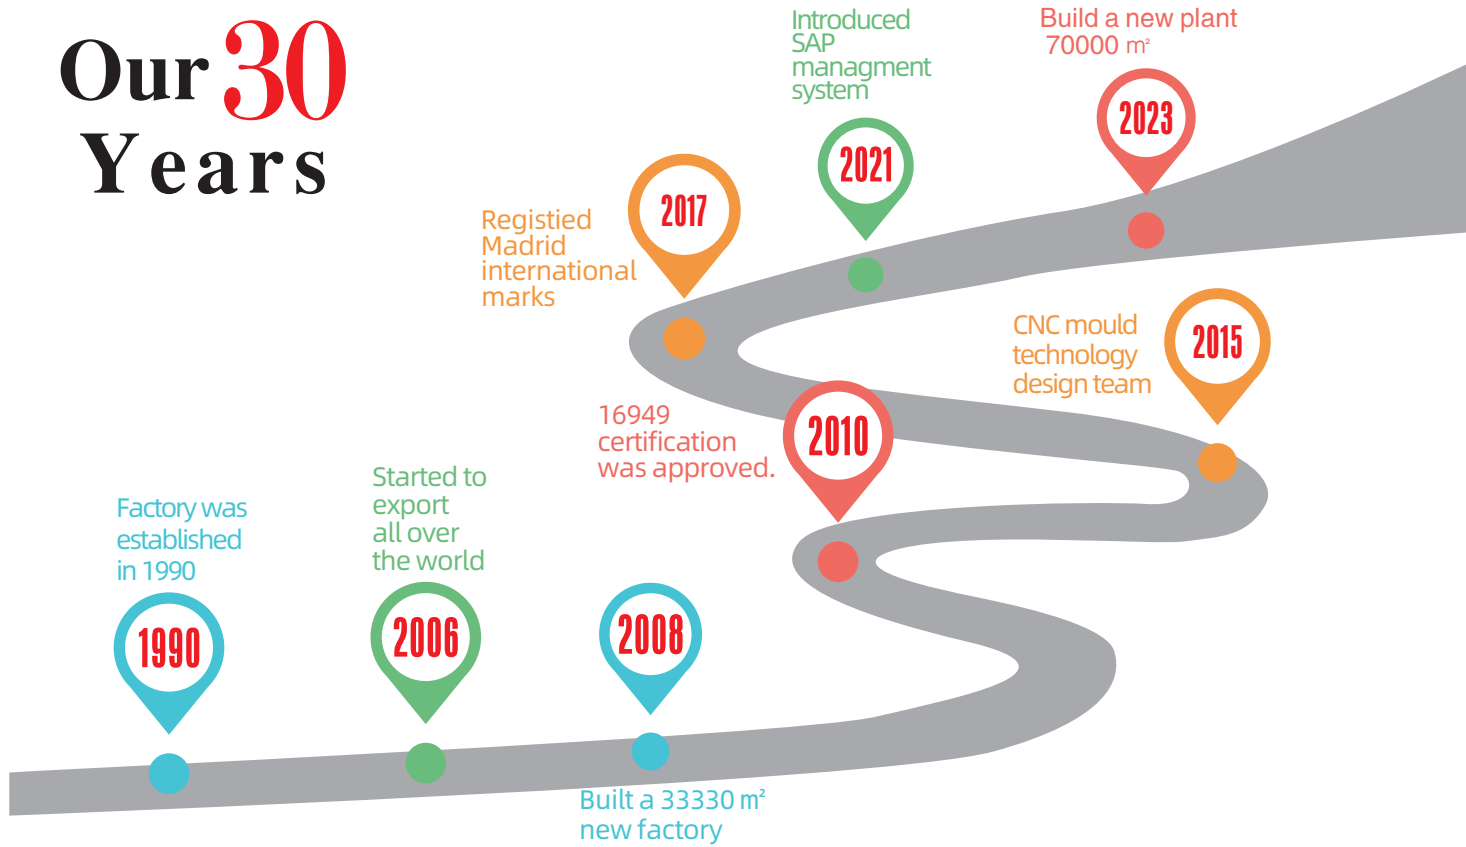 Our 30
Years
Factory was
established
in 1990
1990
Started to
export
all over
the world
2006
2008
Built a 33330 m²
new factory
16949
certification
was approved.
2010
CNC mould
technology
design team
2015
Registied
Madrid
international
marks
2017
Introduced
SAP
managment
system
2021
Build a new plant
70000 m²
2023